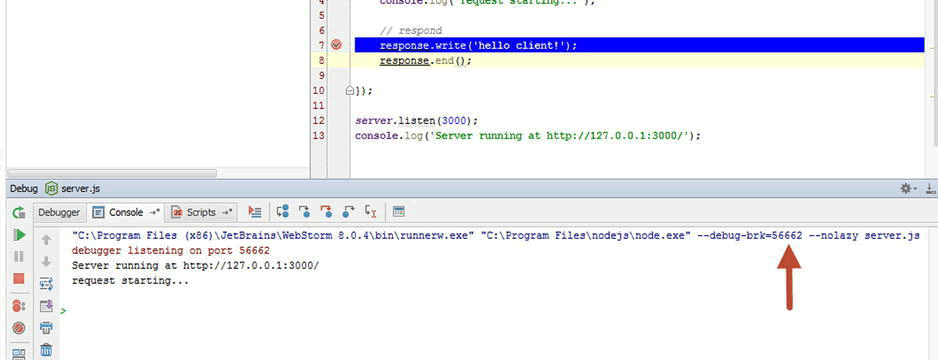 4 console.log('request starting...');
5
6 // respond
7 response.write('hello client!');
8 response.end();
9
10 });
11
12 server.listen(3000);
13 console.log('Server running at http://127.0.0.1:3000/');
Debug JS server.js
Debugger Console Scripts
"C:\Program Files (x86)\JetBrains\WebStorm 8.0.4\bin\runnerw.exe" "C:\Program Files\nodejs\node.exe" --debug-brk=56662 --nolazy server.js
debugger listening on port 56662
Server running at http://127.0.0.1:3000/
request starting...
>